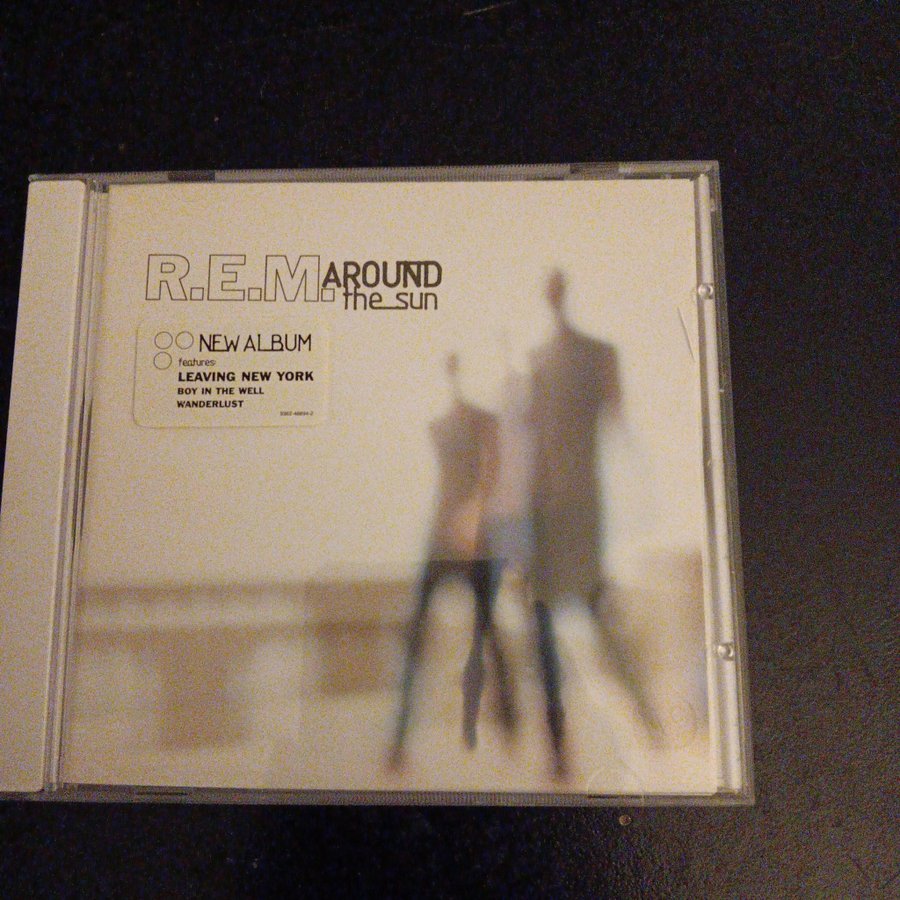 R.E.M. AROUND
the sun
NEW ALBUM
features:
LEAVING NEW YORK
BOY IN THE WELL
WANDERLUST